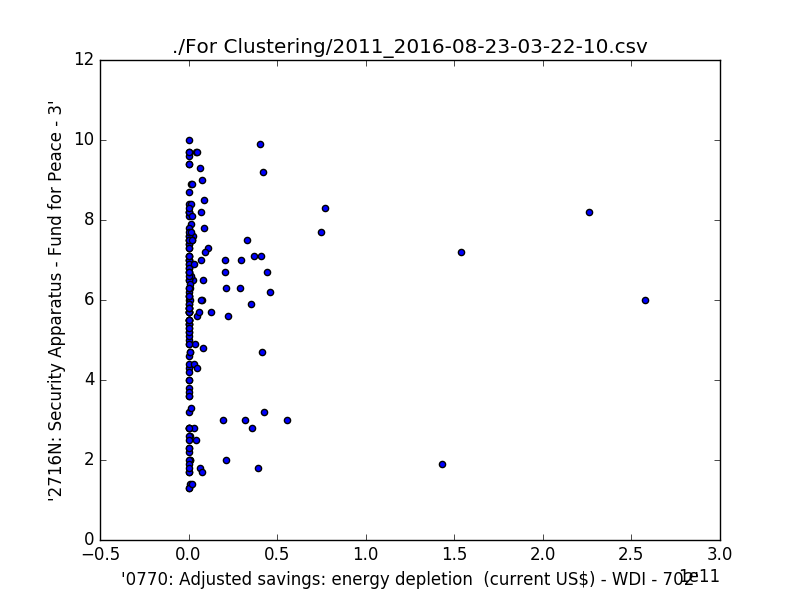 ./For Clustering/2011_2016-08-23-03-22-10.csv
12
10
8
6
4
2
0
'2716N: Security Apparatus - Fund for Peace - 3'
−0.5 0.0 0.5 1.0 1.5 2.0 2.5 3.0
1e11
'0770: Adjusted savings: energy depletion  (current US$) - WDI - 702'